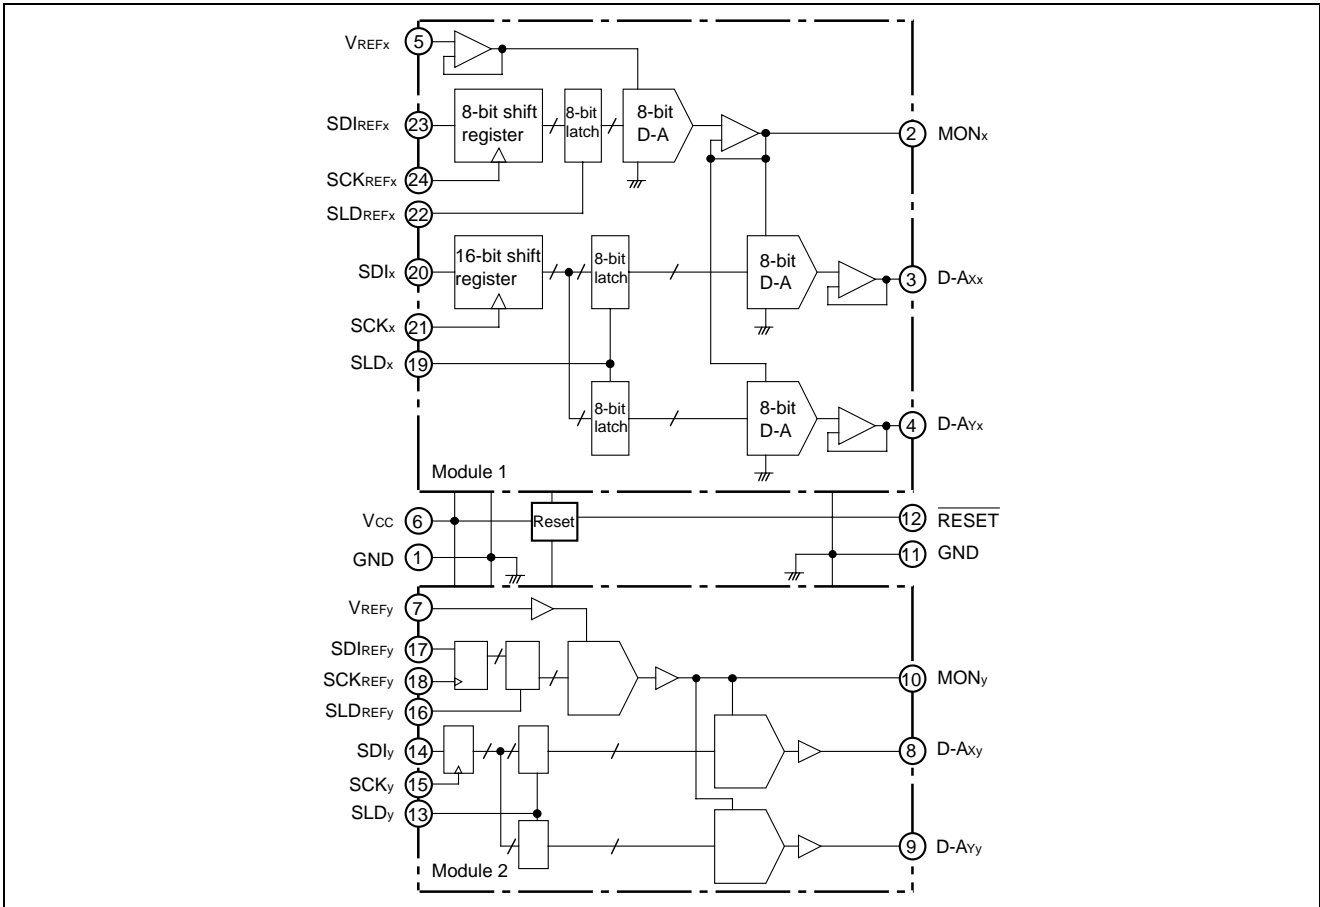 VREFx 5
SDIREFx 23
8-bit shift
register
8-bit
latch
8-bit
D-A
2 MONx
SCKREFx 24
SLDREFx 22
SDIx 20
16-bit shift
register
8-bit
latch
8-bit
D-A
3 D-AXx
SCKx 21
SLDx 19
8-bit
latch
8-bit
D-A
4 D-AYx
Module 1
VCC 6
Reset
12 RESET
GND 1
11 GND
VREFy 7
SDIREFy 17
SCKREFy 18
10 MONy
SLDREFy 16
SDIy 14
8 D-AXy
SCKy 15
SLDy 13
9 D-AYy
Module 2